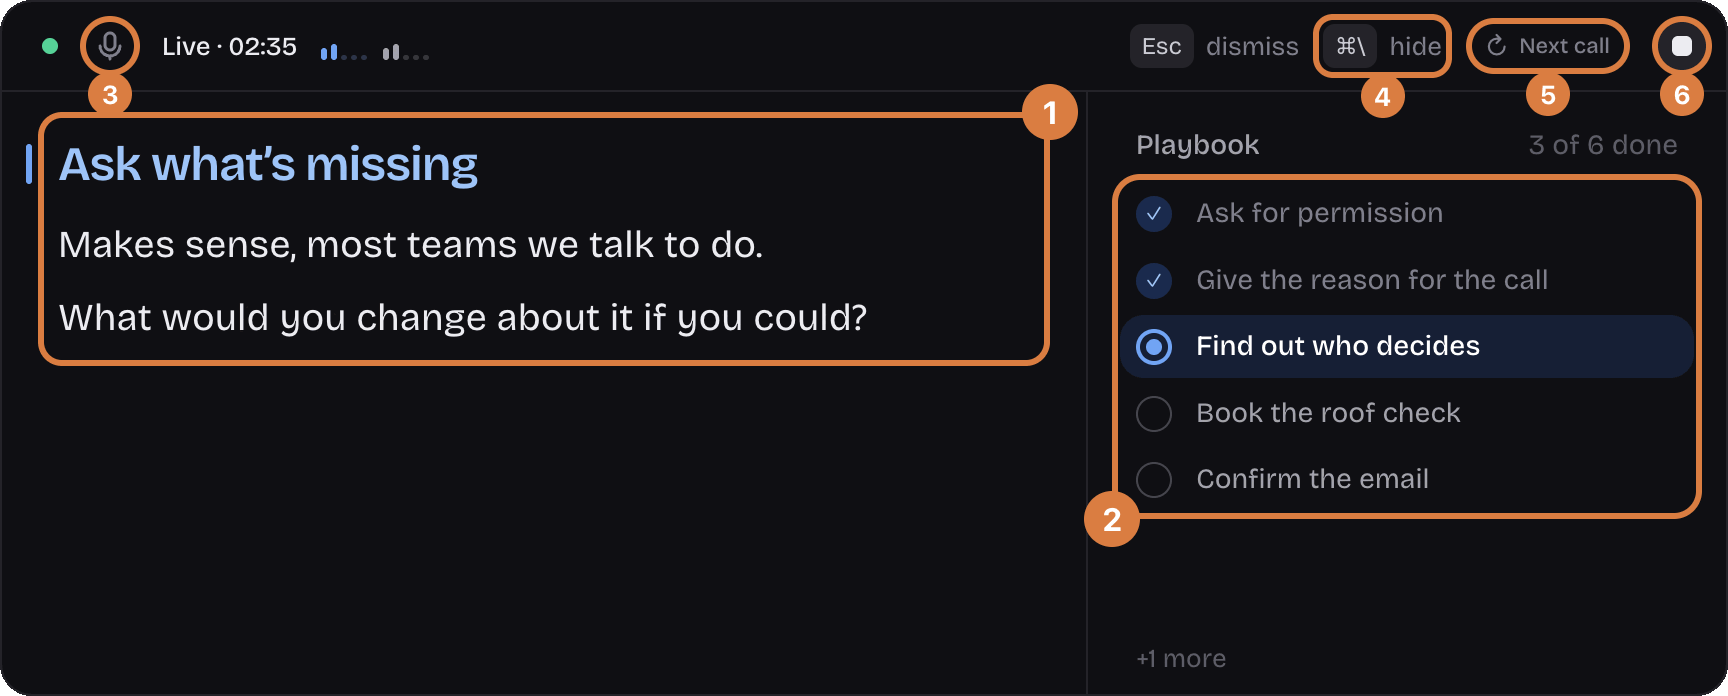 Live · 02:35
Esc dismiss ⌘\ hide Next call
3 4 5 6
1
Ask what's missing
Makes sense, most teams we talk to do.
What would you change about it if you could?
Playbook 3 of 6 done
Ask for permission
Give the reason for the call
Find out who decides
Book the roof check
Confirm the email
2
+1 more